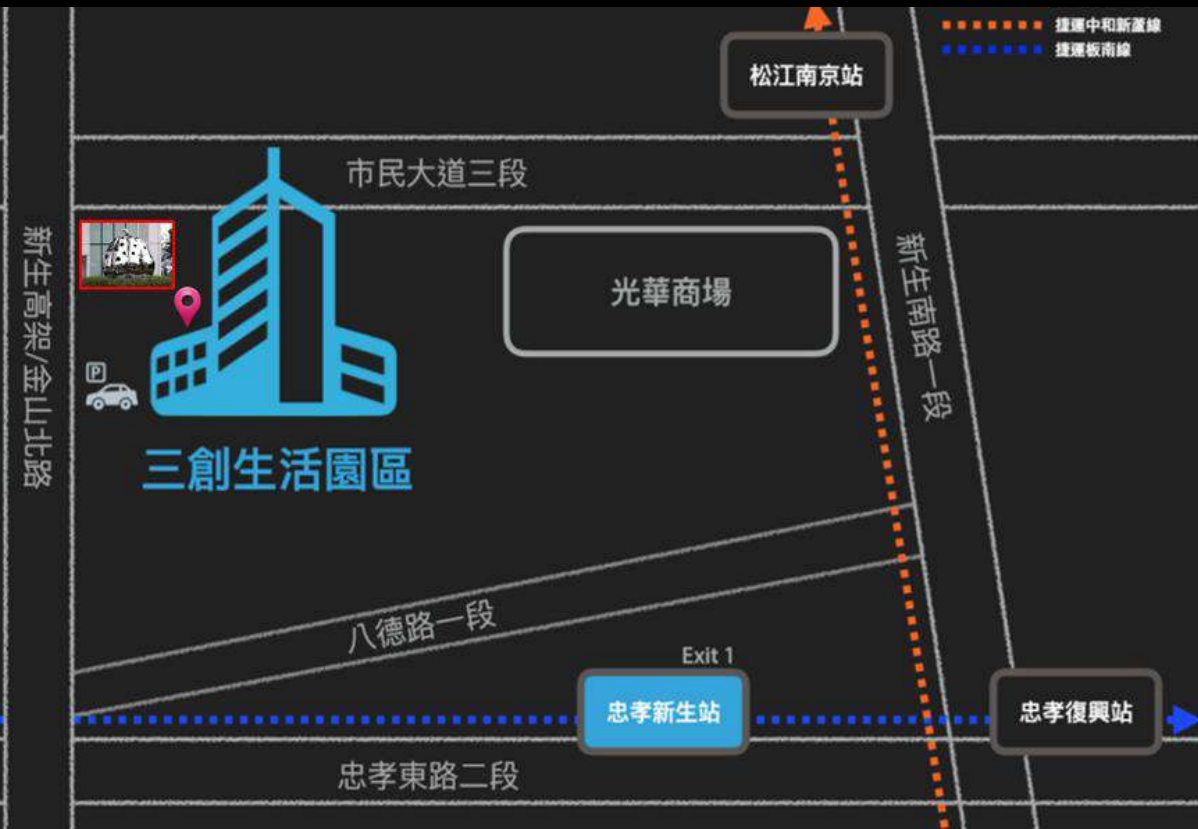 捷運中和新蘆線
捷運板南線
松江南京站
市民大道三段
新生高架/金山北路
光華商場
新生南路一段
P
三創生活園區
八德路一段
Exit 1
忠孝新生站
忠孝復興站
忠孝東路二段